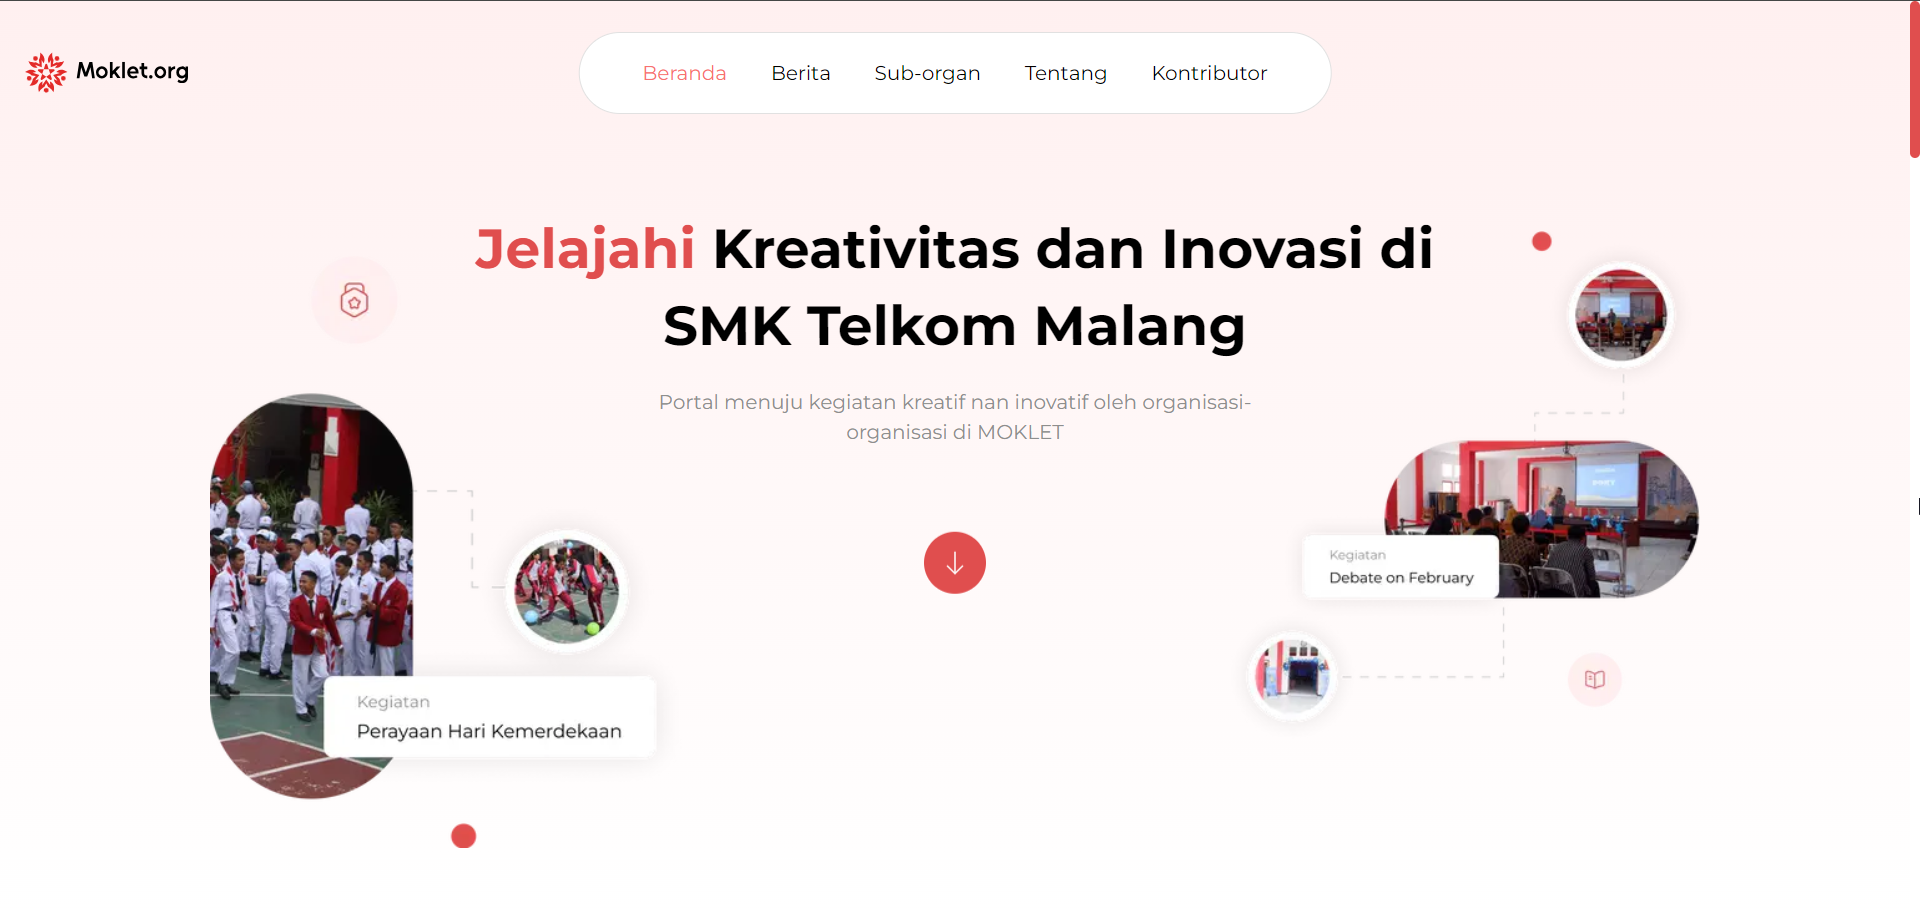 Moklet.org
Beranda Berita Sub-organ Tentang Kontributor
Jelajahi Kreativitas dan Inovasi di
SMK Telkom Malang
Portal menuju kegiatan kreatif nan inovatif oleh organisasi-
organisasi di MOKLET
Kegiatan
Debate on February
Kegiatan
Perayaan Hari Kemerdekaan